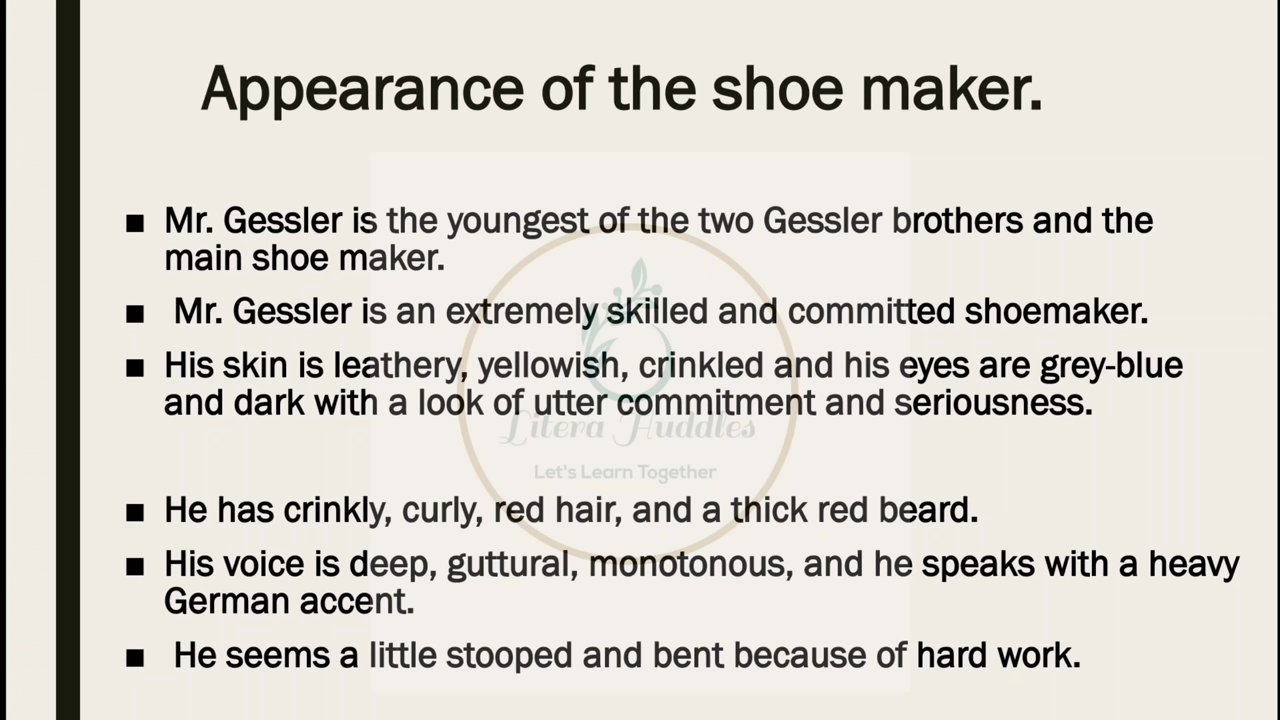 Appearance of the shoe maker.
■ Mr. Gessler is the youngest of the two Gessler brothers and the
main shoe maker.
■ Mr. Gessler is an extremely skilled and committed shoemaker.
■ His skin is leathery, yellowish, crinkled and his eyes are grey-blue
and dark with a look of utter commitment and seriousness.
Litera Huddles
Let's Learn Together
■ He has crinkly, curly, red hair, and a thick red beard.
■ His voice is deep, guttural, monotonous, and he speaks with a heavy
German accent.
■ He seems a little stooped and bent because of hard work.